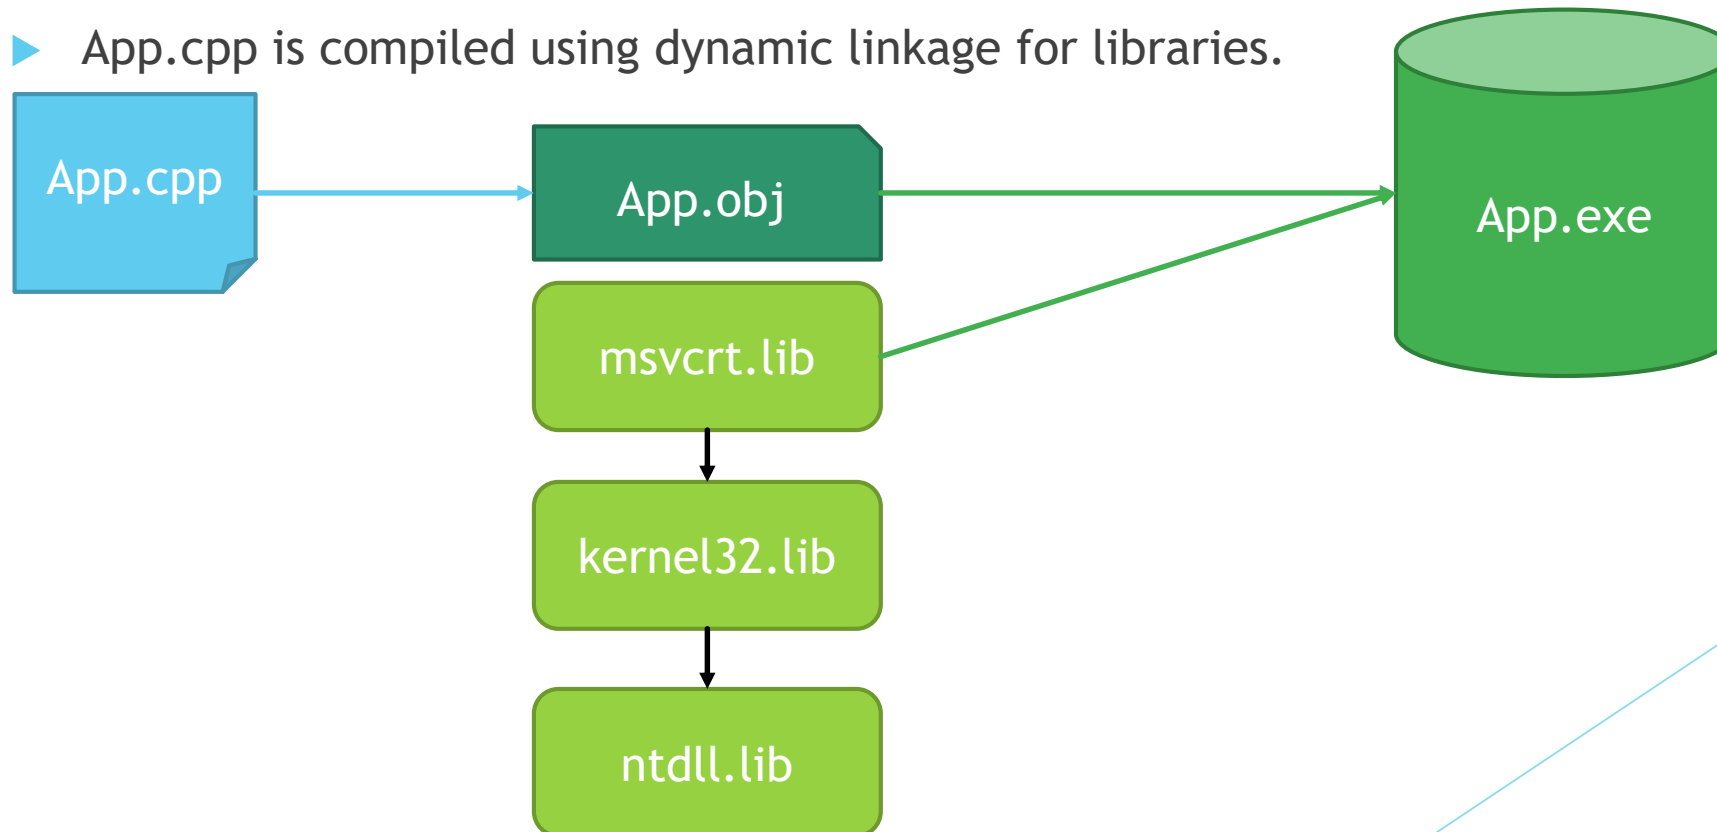 App.cpp is compiled using dynamic linkage for libraries.
App.cpp
App.obj
App.exe
msvcrt.lib
kernel32.lib
ntdll.lib